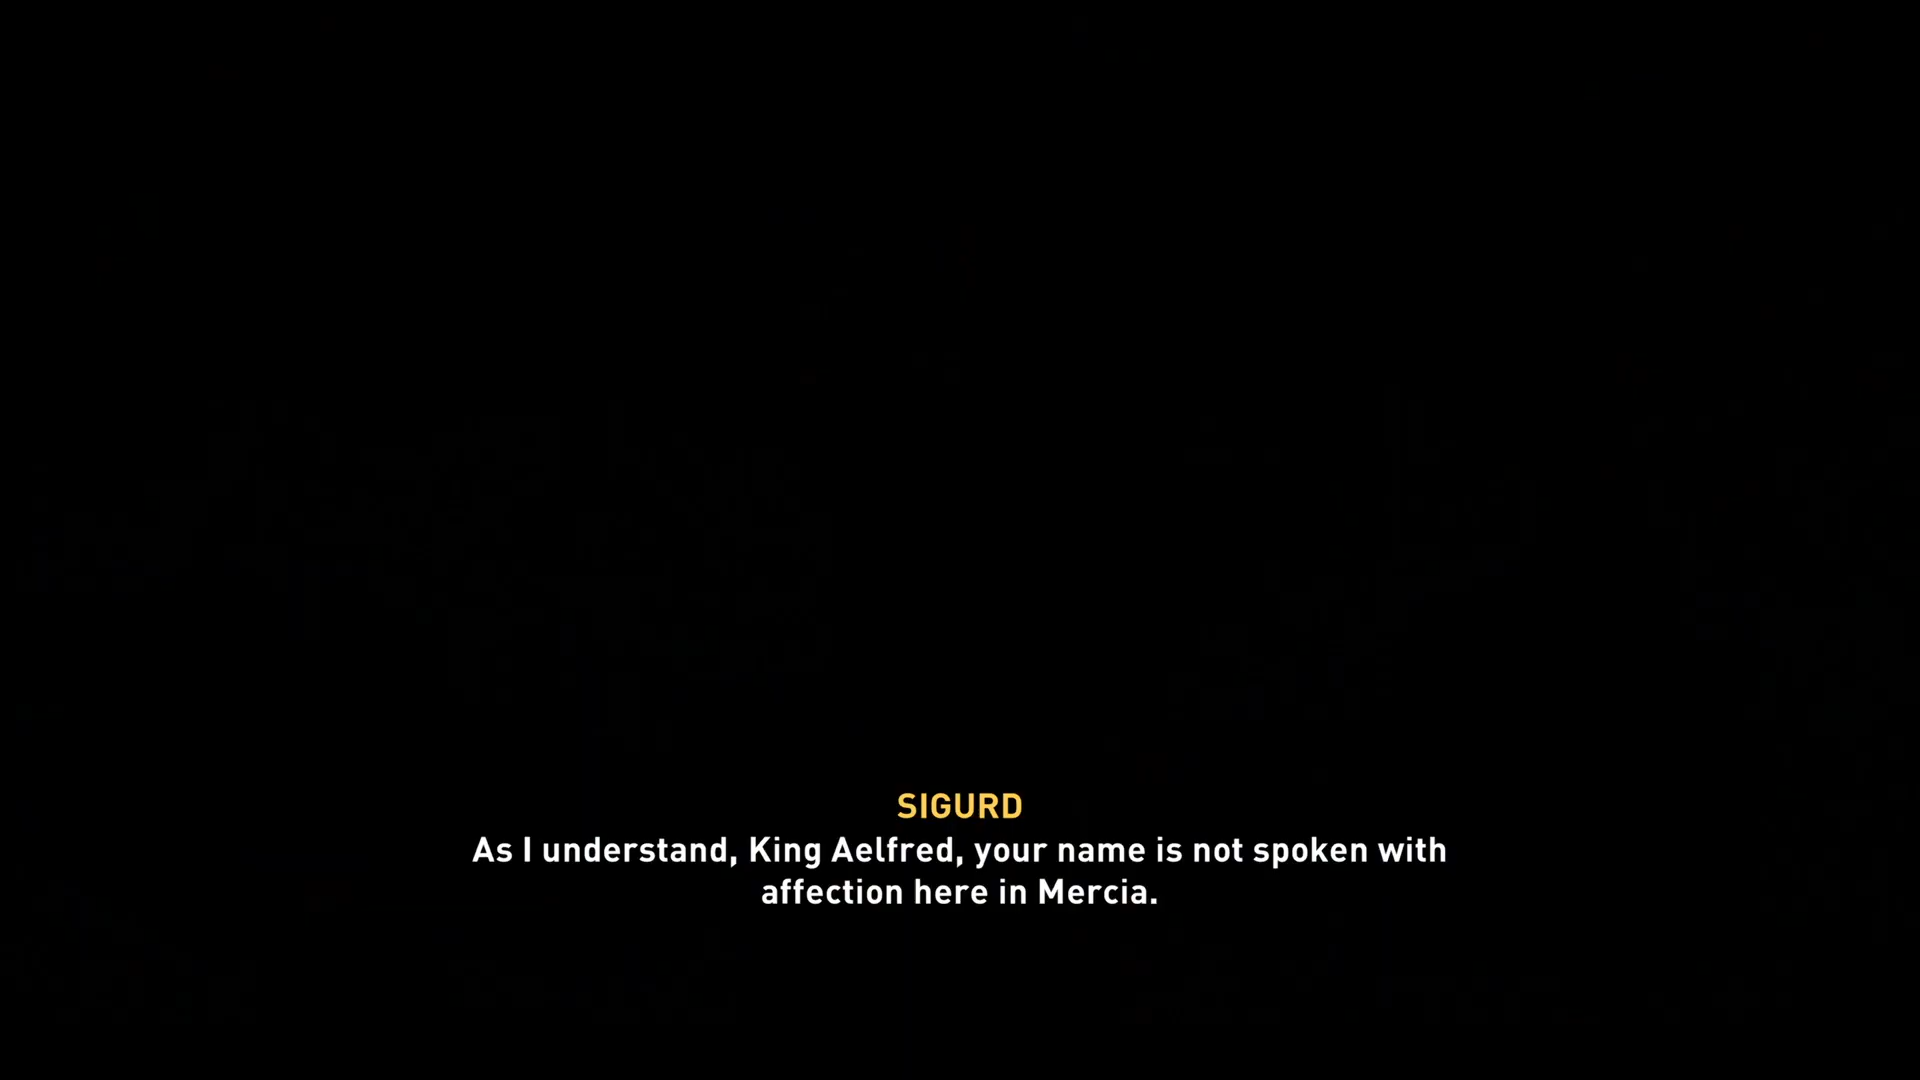 SIGURD
As I understand, King Aelfred, your name is not spoken with
affection here in Mercia.